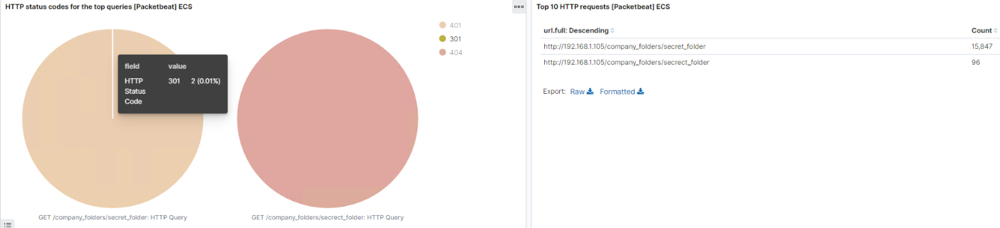 HTTP status codes for the top queries [Packetbeat] ECS
401
301
404
field value
HTTP 301 2 (0.01%)
Status
Code
GET /company_folders/secret_folder: HTTP Query
GET /company_folders/secrect_folder: HTTP Query
Top 10 HTTP requests [Packetbeat] ECS
url.full: Descending Count
http://192.168.1.105/company_folders/secret_folder 15,847
http://192.168.1.105/company_folders/secrect_folder 96
Export: Raw Formatted